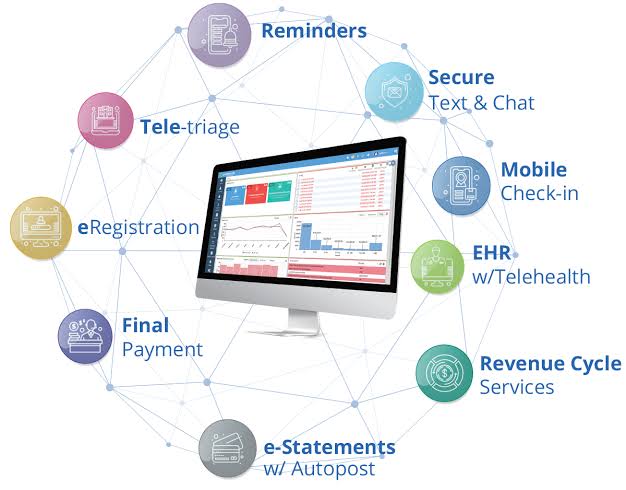 Reminders
Secure
Text & Chat
Tele-triage
Mobile
Check-in
eRegistration
EHR
w/Telehealth
Final
Payment
Revenue Cycle
Services
e-Statements
w/ Autopost